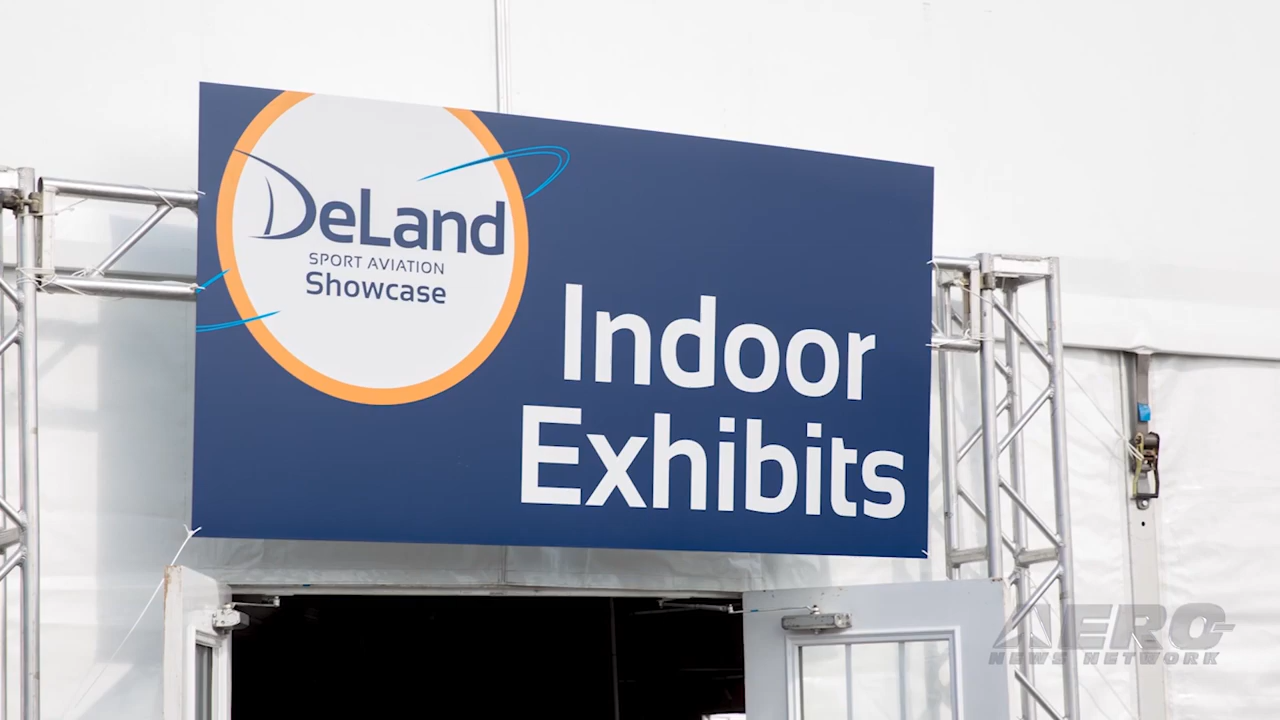 DeLand
SPORT AVIATION
Showcase
Indoor
Exhibits
AERO
NEWS NETWORK